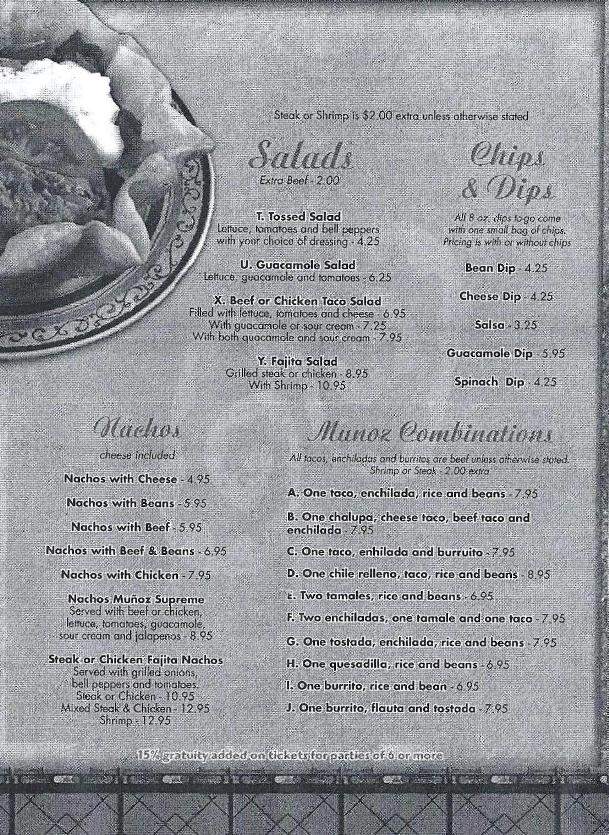 Steak or Shrimp is $2.00 extra unless otherwise stated
Salads
Extra Beef - 2.00
T. Tossed Salad
Lettuce, tomatoes and bell peppers
with your choice of dressing - 4.25
U. Guacamole Salad
Lettuce, guacamole and tomatoes - 6.25
X. Beef or Chicken Taco Salad
Filled with lettuce, tomatoes and cheese - 6.95
With guacamole or sour cream - 7.25
With both guacamole and sour cream - 7.95
Y. Fajita Salad
Grilled steak or chicken - 8.95
With Shrimp - 10.95
Chips
& Dips
All 8 oz. dips to-go come
with one small bag of chips.
Pricing is with or without chips
Bean Dip - 4.25
Cheese Dip - 4.25
Salsa - 3.25
Guacamole Dip - 5.95
Spinach Dip - 4.25
Nachos
cheese included
Nachos with Cheese - 4.95
Nachos with Beans - 5.95
Nachos with Beef - 5.95
Nachos with Beef & Beans - 6.95
Nachos with Chicken - 7.95
Nachos Muñoz Supreme
Served with beef or chicken,
lettuce, tomatoes, guacamole,
sour cream and jalapenos - 8.95
Steak or Chicken Fajita Nachos
Served with grilled onions,
bell peppers and tomatoes.
Steak or Chicken - 10.95
Mixed Steak & Chicken - 12.95
Shrimp - 12.95
Munoz Combinations
All tacos, enchiladas and burritos are beef unless otherwise stated.
Shrimp or Steak - 2.00 extra
A. One taco, enchilada, rice and beans - 7.95
B. One chalupa, cheese taco, beef taco and
enchilada - 7.95
C. One taco, enhilada and burruito - 7.95
D. One chile relleno, taco, rice and beans - 8.95
E. Two tamales, rice and beans - 6.95
F. Two enchiladas, one tamale and one taco - 7.95
G. One tostada, enchilada, rice and beans - 7.95
H. One quesadilla, rice and beans - 6.95
I. One burrito, rice and bean - 6.95
J. One burrito, flauta and tostada - 7.95
15% gratuity added on tickets for parties of 6 or more